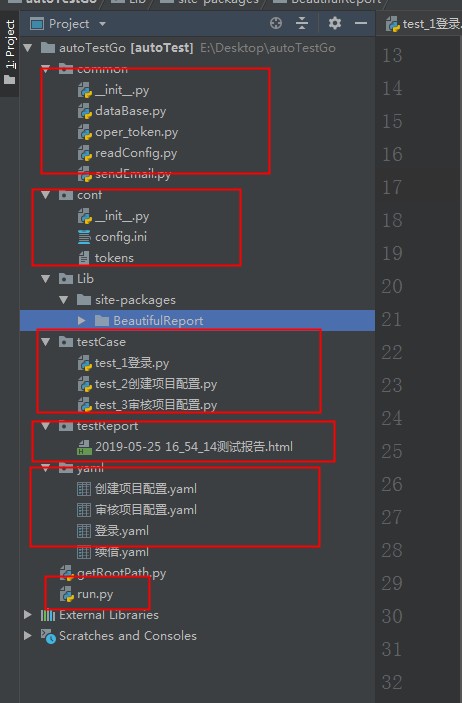 autoTestGo Lib site-packages BeautifulReport
1: Project
Project
test_1登录
autoTestGo [autoTest] E:\Desktop\autoTestGo
common
__init__.py
dataBase.py
oper_token.py
readConfig.py
sendEmail.py
conf
__init__.py
config.ini
tokens
Lib
site-packages
BeautifulReport
testCase
test_1登录.py
test_2创建项目配置.py
test_3审核项目配置.py
testReport
2019-05-25 16_54_14测试报告.html
yaml
创建项目配置.yaml
审核项目配置.yaml
登录.yaml
续借.yaml
getRootPath.py
run.py
External Libraries
Scratches and Consoles
13
14
15
16
17
18
19
20
21
22
23
24
25
26
27
28
29
30
31
32